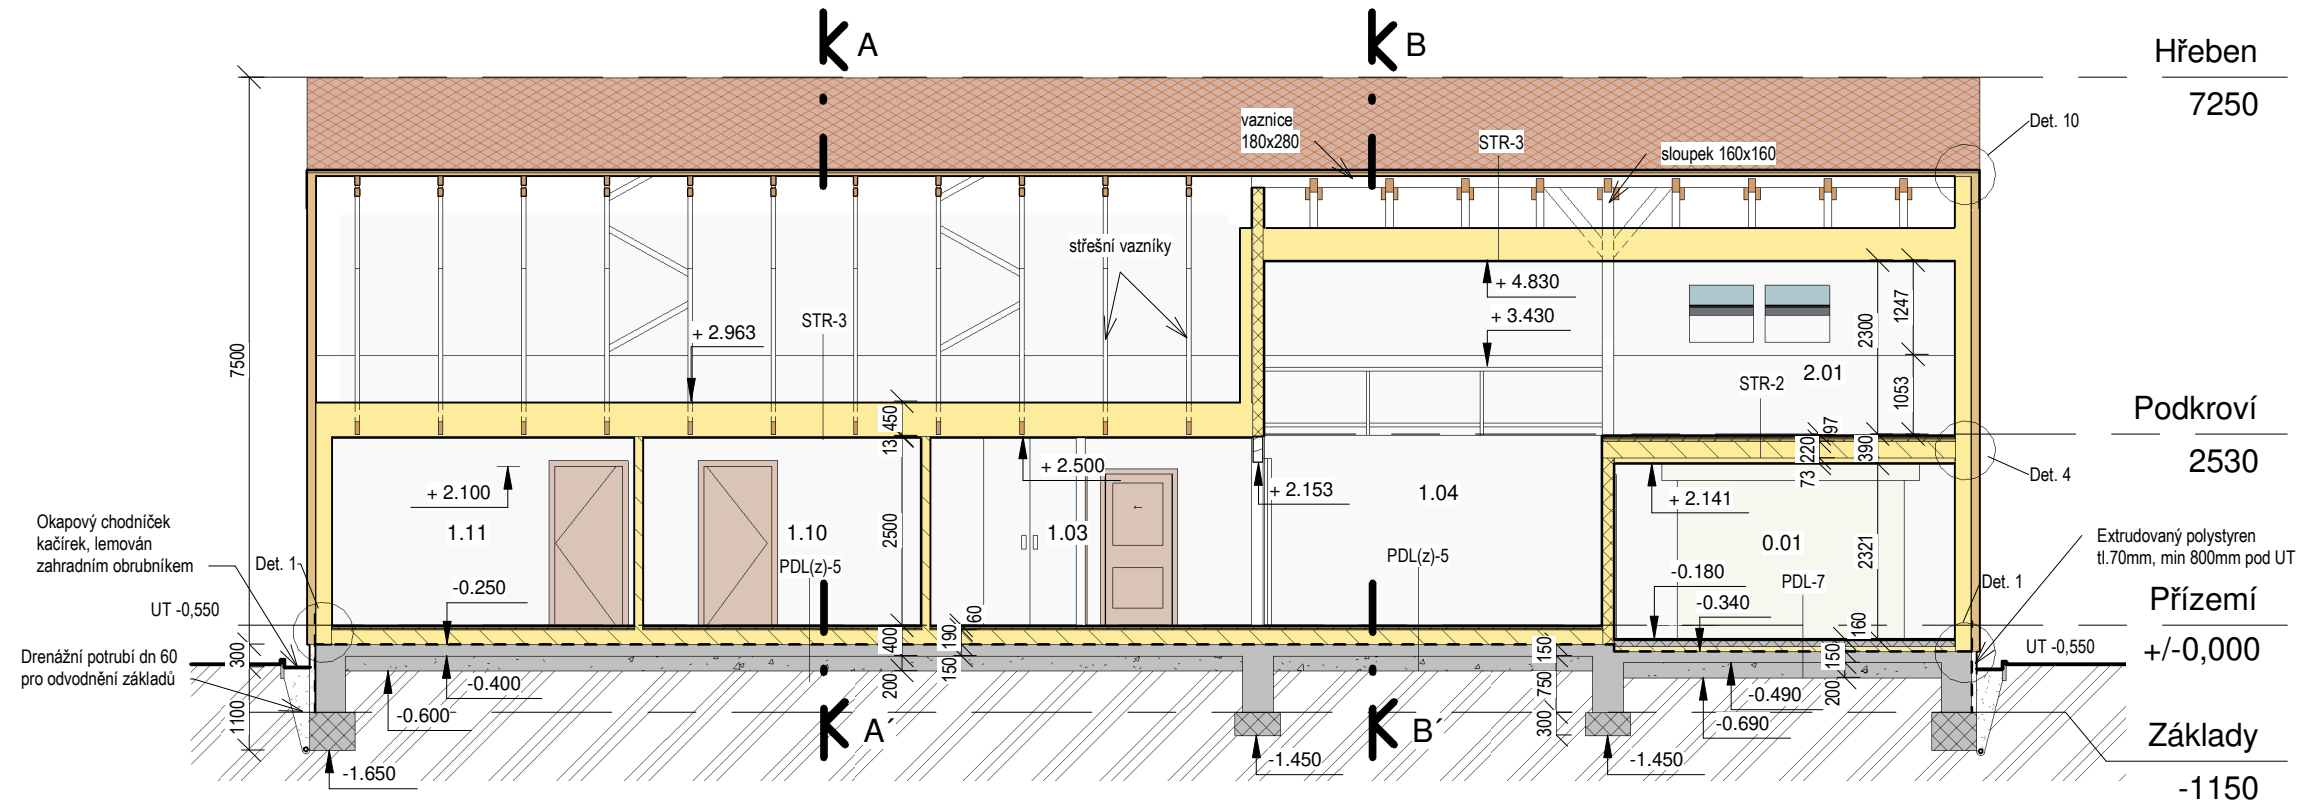 A
B
Hřeben
7250
vaznice
180x280
STR-3
sloupek 160x160
Det. 10
střešní vazníky
+ 4.830
+ 3.430
+ 2.963
STR-3
7500
2300
1247
1053
2.01
STR-2
Podkroví
2530
450
13
97
220
390
73
+ 2.500
+ 2.100
+ 2.153
+ 2.141
1.11
1.10
1.03
1.04
0.01
2500
2321
Det. 4
Okapový chodníček
kačírek, lemován
zahradním obrubníkem
Det. 1
PDL(z)-5
PDL(z)-5
PDL-7
Extrudovaný polystyren
tl.70mm, min 800mm pod UT
Det. 1
-0.250
-0.180
-0.340
UT -0,550
UT -0,550
Přízemí
+/-0,000
60
190
400
150
200
150
750
300
160
150
200
300
1100
Drenážní potrubí dn 60
pro odvodnění základů
-0.400
-0.600
-0.490
-0.690
A´
B´
-1.650
-1.450
-1.450
Základy
-1150